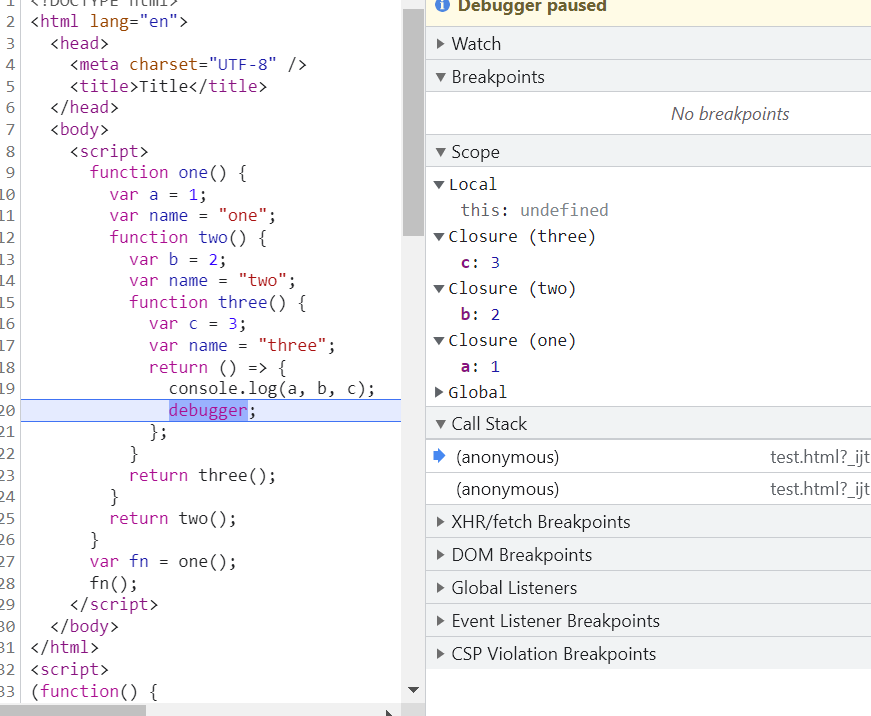 1 <!DOCTYPE html>
2 <html lang="en">
3 <head>
4 <meta charset="UTF-8" />
5 <title>Title</title>
6 </head>
7 <body>
8 <script>
9 function one() {
10 var a = 1;
11 var name = "one";
12 function two() {
13 var b = 2;
14 var name = "two";
15 function three() {
16 var c = 3;
17 var name = "three";
18 return () => {
19 console.log(a, b, c);
20 debugger;
21 };
22 }
23 return three();
24 }
25 return two();
26 }
27 var fn = one();
28 fn();
29 </script>
30 </body>
31 </html>
32 <script>
33 (function() {
Debugger paused
Watch
Breakpoints
No breakpoints
Scope
Local
this: undefined
Closure (three)
c: 3
Closure (two)
b: 2
Closure (one)
a: 1
Global
Call Stack
(anonymous) test.html?_ijt
(anonymous) test.html?_ijt
XHR/fetch Breakpoints
DOM Breakpoints
Global Listeners
Event Listener Breakpoints
CSP Violation Breakpoints